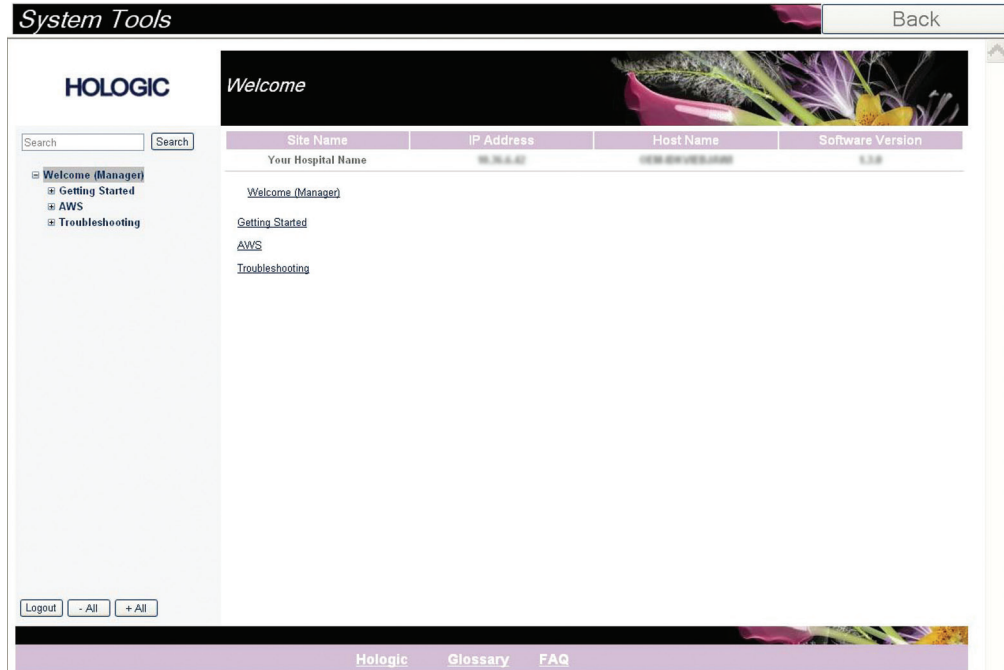 System Tools
Back
HOLOGIC
Welcome
Search Search
Site Name IP Address Host Name Software Version
Your Hospital Name
Welcome (Manager)
Getting Started
AWS
Troubleshooting
Welcome (Manager)
Getting Started
AWS
Troubleshooting
Logout - All + All
Hologic Glossary FAQ